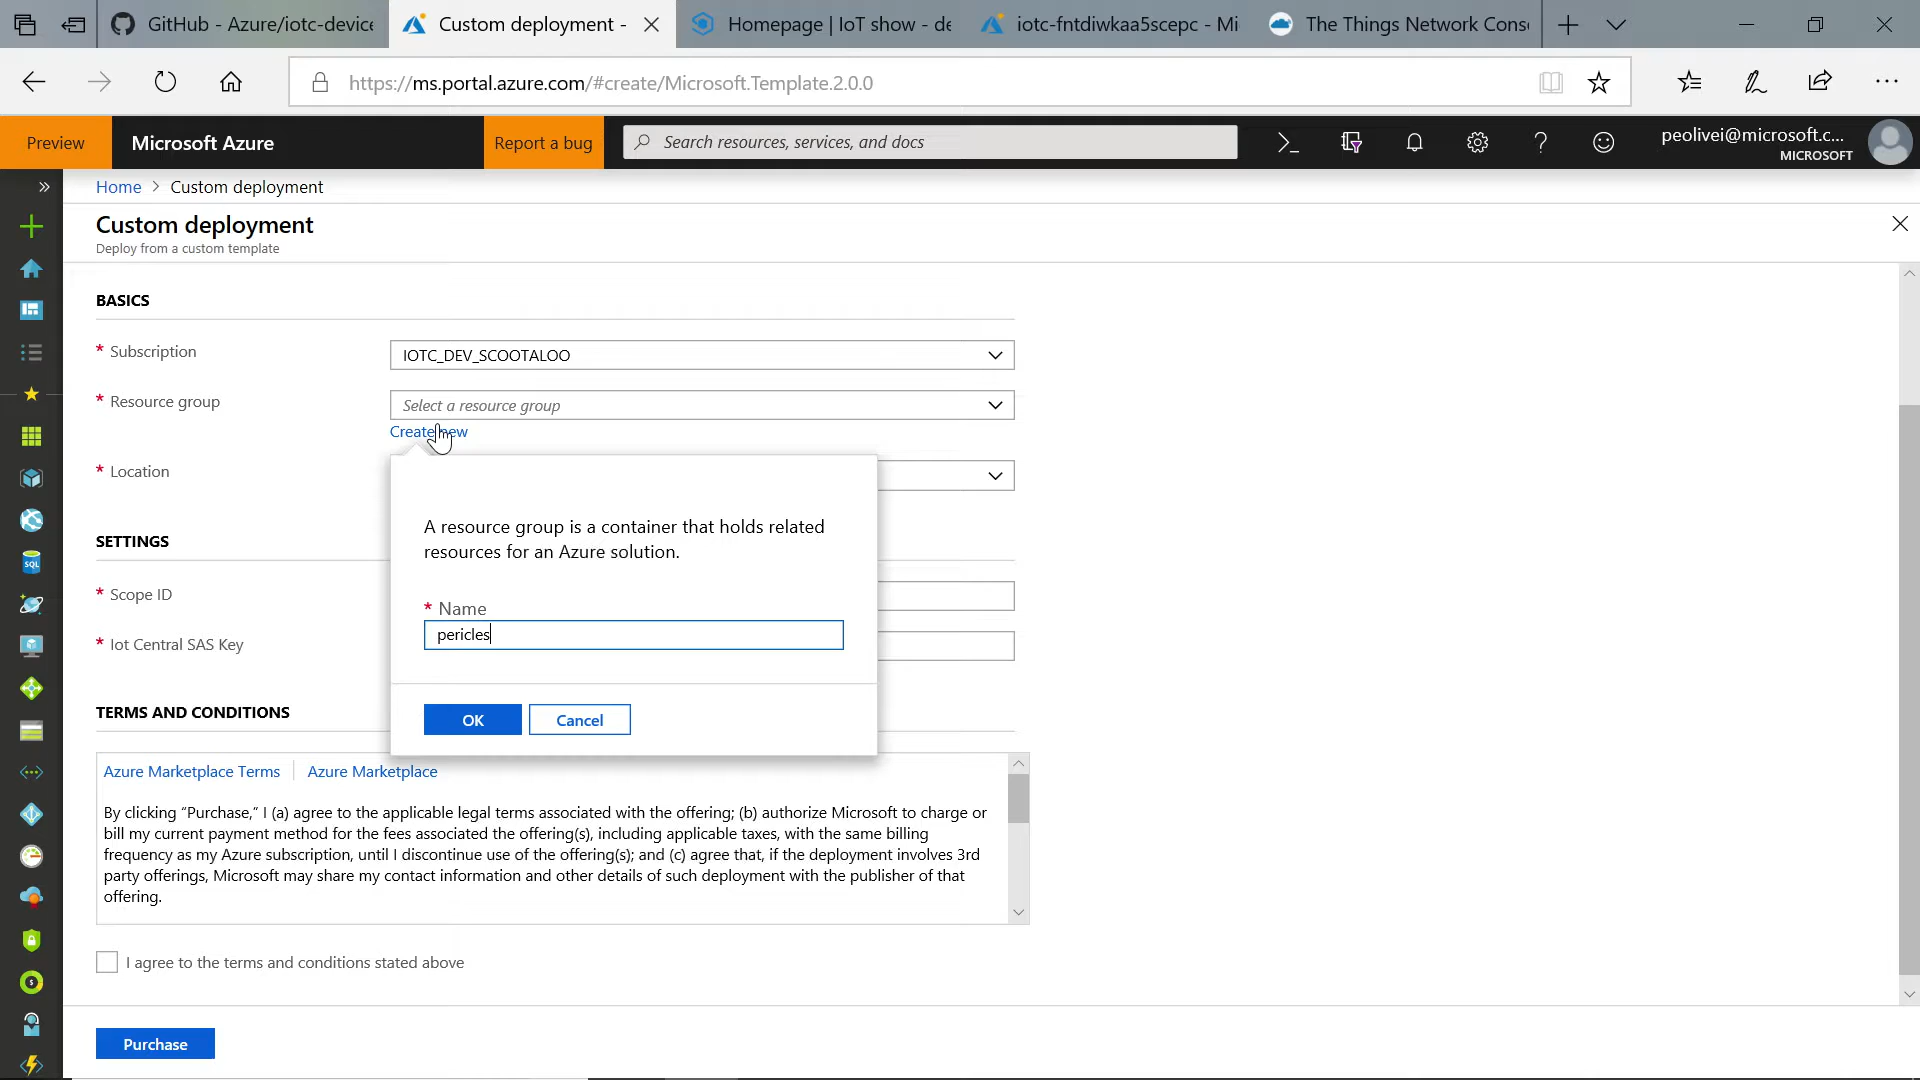 GitHub - Azure/iotc-device
Custom deployment -
Homepage | IoT show - de
iotc-fntdiwkaa5scepc - Mi
The Things Network Conso
https://ms.portal.azure.com/#create/Microsoft.Template.2.0.0
Preview
Microsoft Azure
Report a bug
Search resources, services, and docs
peolivei@microsoft.c...
MICROSOFT
Home > Custom deployment
Custom deployment
Deploy from a custom template
BASICS
* Subscription
IOTC_DEV_SCOOTALOO
* Resource group
Select a resource group
Create new
* Location
A resource group is a container that holds related
resources for an Azure solution.
* Name
pericles
OK
Cancel
SETTINGS
* Scope ID
* Iot Central SAS Key
TERMS AND CONDITIONS
Azure Marketplace Terms | Azure Marketplace
By clicking “Purchase,” I (a) agree to the applicable legal terms associated with the offering; (b) authorize Microsoft to charge or
bill my current payment method for the fees associated the offering(s), including applicable taxes, with the same billing
frequency as my Azure subscription, until I discontinue use of the offering(s); and (c) agree that, if the deployment involves 3rd
party offerings, Microsoft may share my contact information and other details of such deployment with the publisher of that
offering.
I agree to the terms and conditions stated above
Purchase